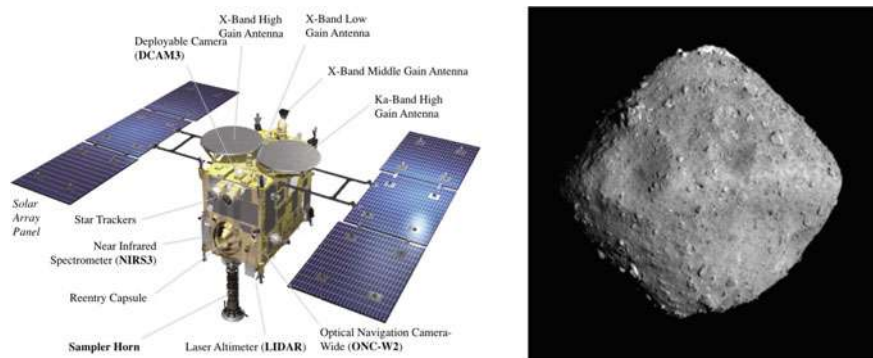 X-Band High
Gain Antenna
X-Band Low
Gain Antenna
Deployable Camera
(DCAM3)
X-Band Middle Gain Antenna
Ka-Band High
Gain Antenna
Solar
Array
Panel
Star Trackers
Near Infrared
Spectrometer (NIRS3)
Reentry Capsule
Sampler Horn
Laser Altimeter (LIDAR)
Optical Navigation Camera-
Wide (ONC-W2)